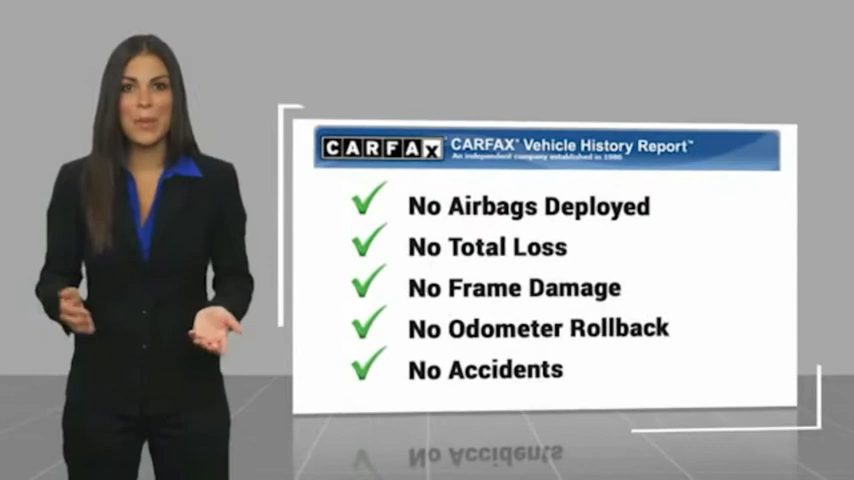 CARFAX CARFAX® Vehicle History Report™
An independent company established in 1986
No Airbags Deployed
No Total Loss
No Frame Damage
No Odometer Rollback
No Accidents
No Accidents